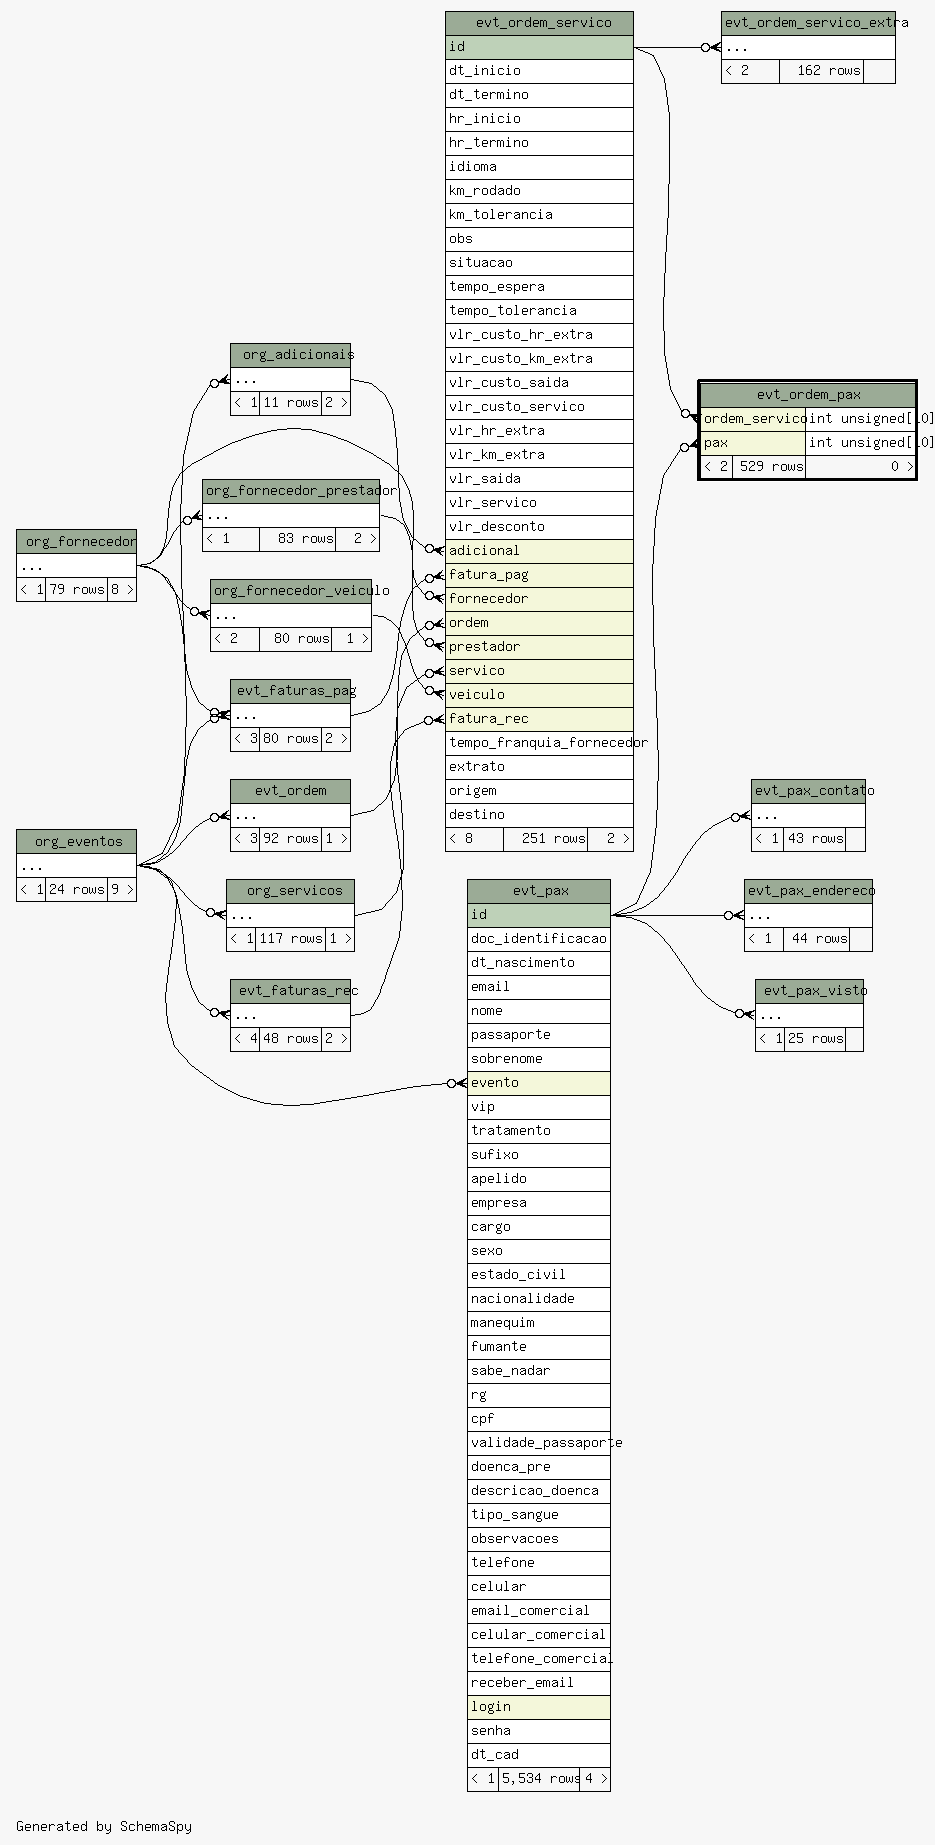 evt_ordem_servico
id
dt_inicio
dt_termino
hr_inicio
hr_termino
idioma
km_rodado
km_tolerancia
obs
situacao
tempo_espera
tempo_tolerancia
vlr_custo_hr_extra
vlr_custo_km_extra
vlr_custo_saida
vlr_custo_servico
vlr_hr_extra
vlr_km_extra
vlr_saida
vlr_servico
vlr_desconto
adicional
fatura_pag
fornecedor
ordem
prestador
servico
veiculo
fatura_rec
tempo_franquia_fornecedor
extrato
origem
destino
< 8 251 rows 2 >
evt_ordem_servico_extra
...
< 2 162 rows
evt_ordem_pax
ordem_servico int unsigned[10]
pax int unsigned[10]
< 2 529 rows 0 >
org_adicionais
...
< 1 11 rows 2 >
org_fornecedor_prestador
...
< 1 83 rows 2 >
org_fornecedor
...
< 1 79 rows 8 >
org_fornecedor_veiculo
...
< 2 80 rows 1 >
evt_faturas_pag
...
< 3 80 rows 2 >
evt_ordem
...
< 3 92 rows 1 >
org_eventos
...
< 1 24 rows 9 >
org_servicos
...
< 1 117 rows 1 >
evt_faturas_rec
...
< 4 48 rows 2 >
evt_pax
id
doc_identificacao
dt_nascimento
email
nome
passaporte
sobrenome
evento
vip
tratamento
sufixo
apelido
empresa
cargo
sexo
estado_civil
nacionalidade
manequim
fumante
sabe_nadar
rg
cpf
validade_passaporte
doenca_pre
descricao_doenca
tipo_sangue
observacoes
telefone
celular
email_comercial
celular_comercial
telefone_comercial
receber_email
login
senha
dt_cad
< 1 5,534 rows 4 >
evt_pax_contato
...
< 1 43 rows
evt_pax_endereco
...
< 1 44 rows
evt_pax_visto
...
< 1 25 rows
Generated by SchemaSpy